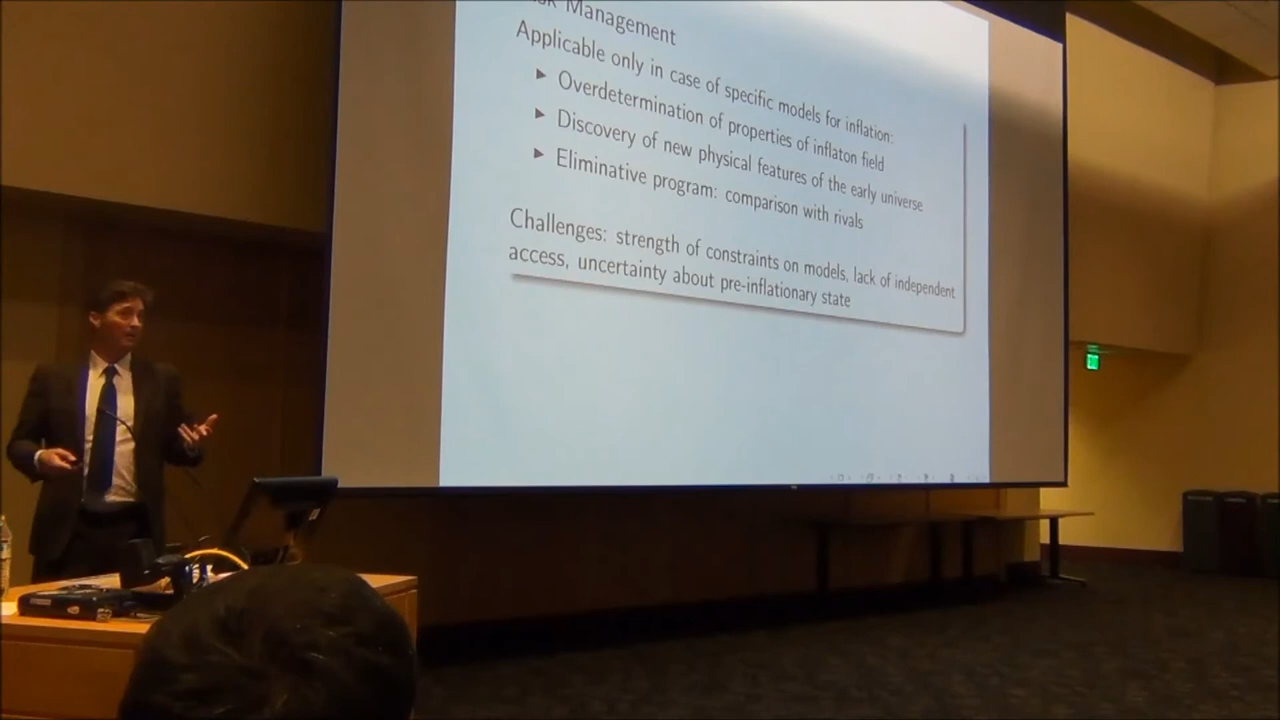 Management
Applicable only in case of specific models for inflation:
▶ Overdetermination of properties of inflaton field
▶ Discovery of new physical features of the early universe
▶ Eliminative program: comparison with rivals
Challenges: strength of constraints on models, lack of independent
access, uncertainty about pre-inflationary state